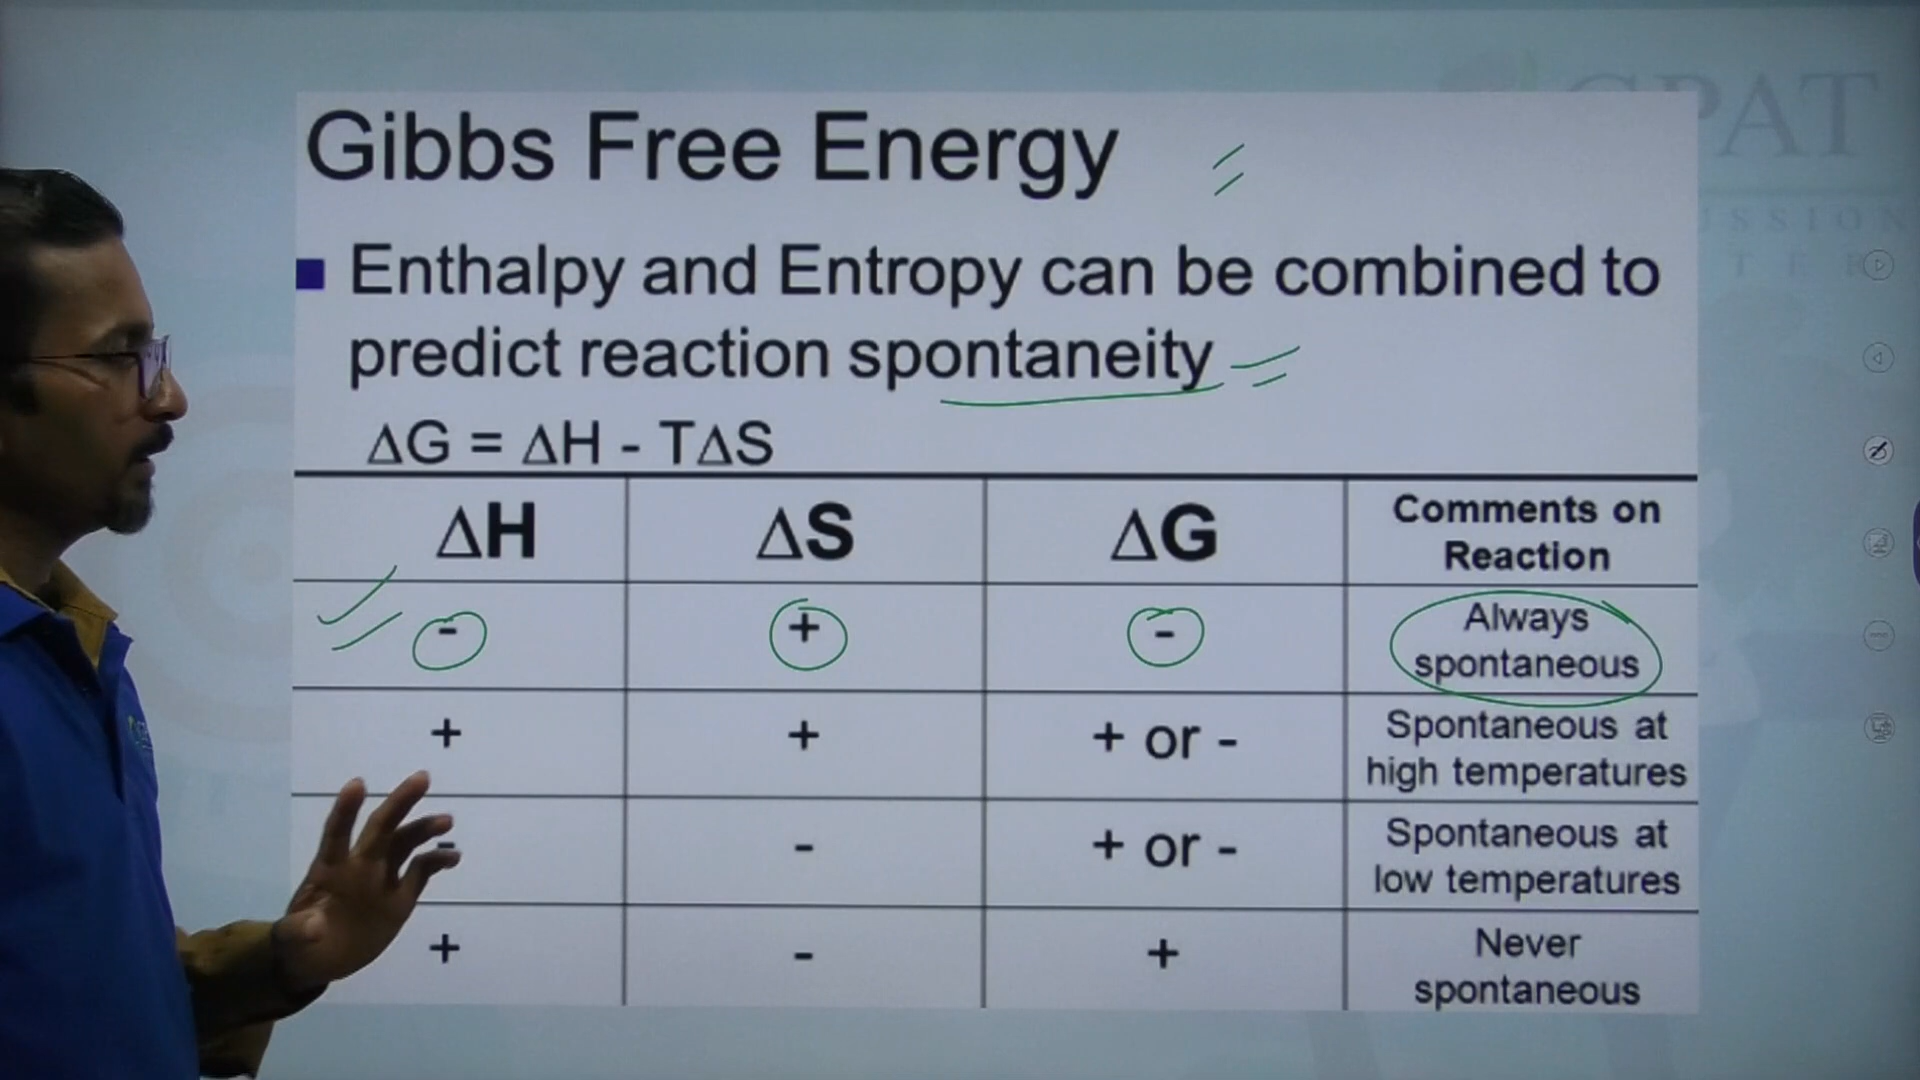 GPAT
Gibbs Free Energy
Enthalpy and Entropy can be combined to
predict reaction spontaneity
ΔG = ΔH - TΔS
ΔH ΔS ΔG Comments on
Reaction
- + - Always
spontaneous
+ + + or - Spontaneous at
high temperatures
- - + or - Spontaneous at
low temperatures
+ - + Never
spontaneous